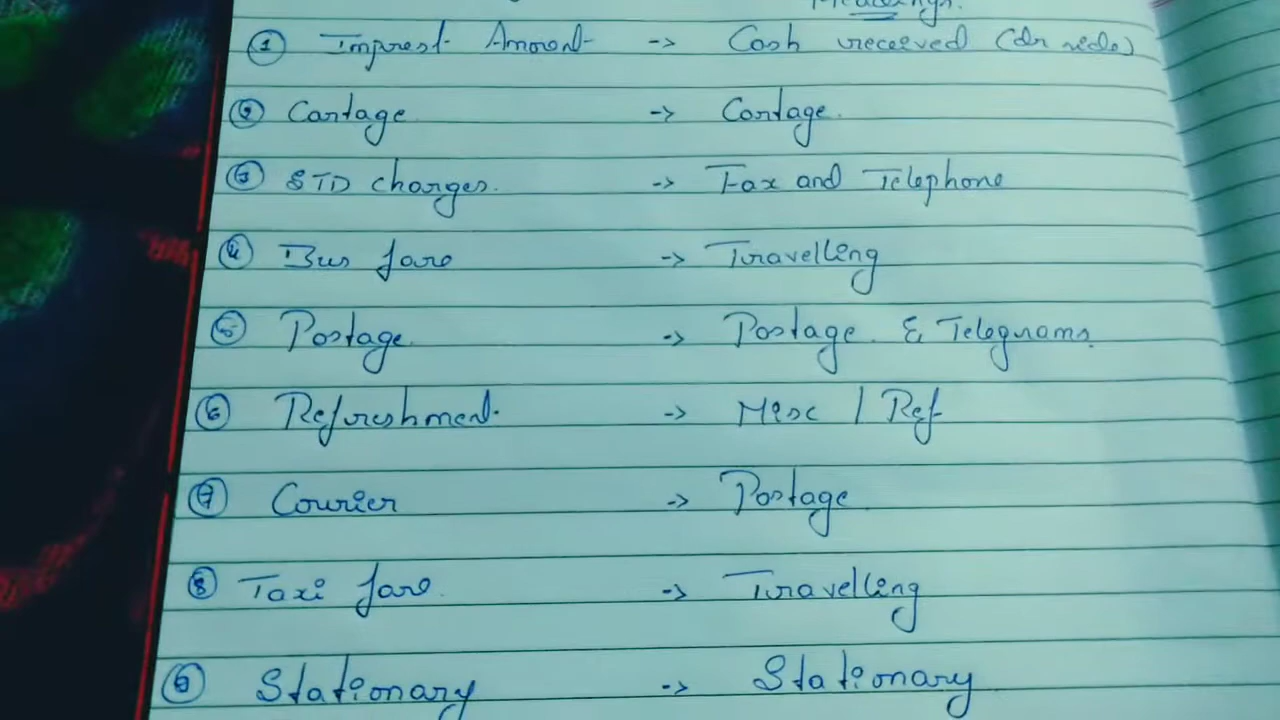 Headings.
① Imprest Amount -> Cash received (dr side)
② Cartage -> Cartage.
③ STD charges. -> Fax and Telephone
④ Bus fare -> Travelling
⑤ Postage -> Postage & Telegrams.
⑥ Refreshment. -> Misc / Ref
⑦ Courier -> Postage
⑧ Taxi fare. -> Travelling
⑨ Stationary -> Stationary